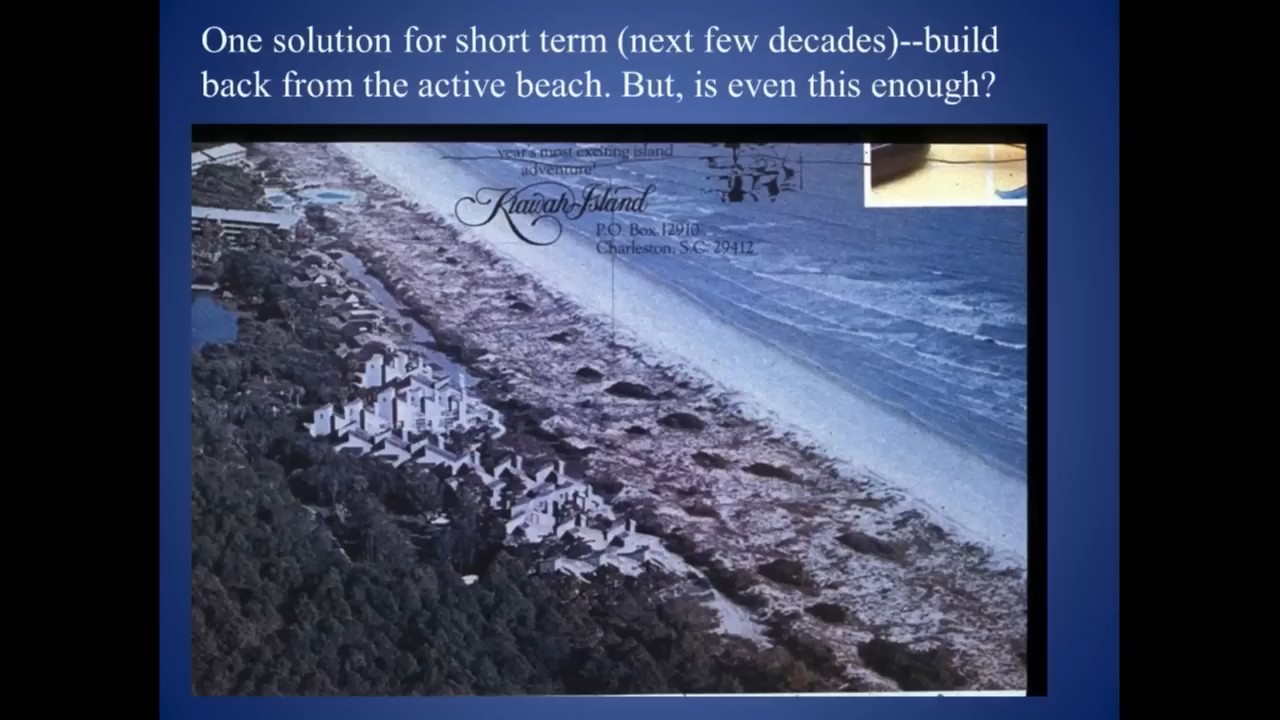 One solution for short term (next few decades)--build
back from the active beach. But, is even this enough?
year's most exciting island
adventure!
Kiawah Island
P.O. Box 12910
Charleston, S.C. 29412